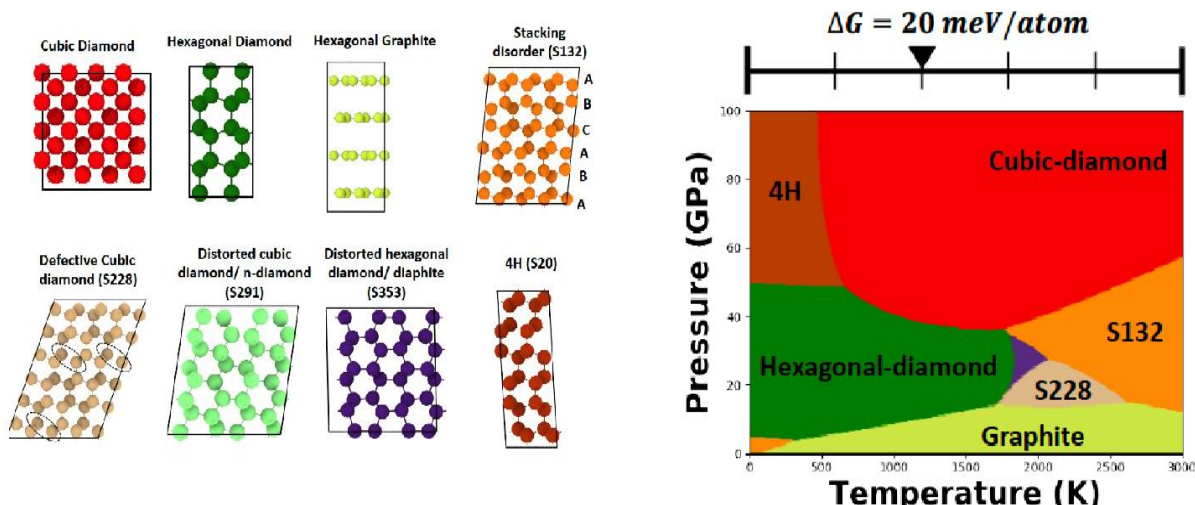 Cubic Diamond
Hexagonal Diamond
Hexagonal Graphite
Stacking
disorder (S132)
A
B
C
A
B
A
Defective Cubic
diamond (S228)
Distorted cubic
diamond/ n-diamond
(S291)
Distorted hexagonal
diamond/ diaphite
(S353)
4H (S20)
ΔG = 20 meV/atom
Pressure (GPa)
100
80
60
40
20
0
4H
Cubic-diamond
Hexagonal-diamond
S132
S228
Graphite
0
500
1000
1500
2000
2500
3000
Temperature (K)